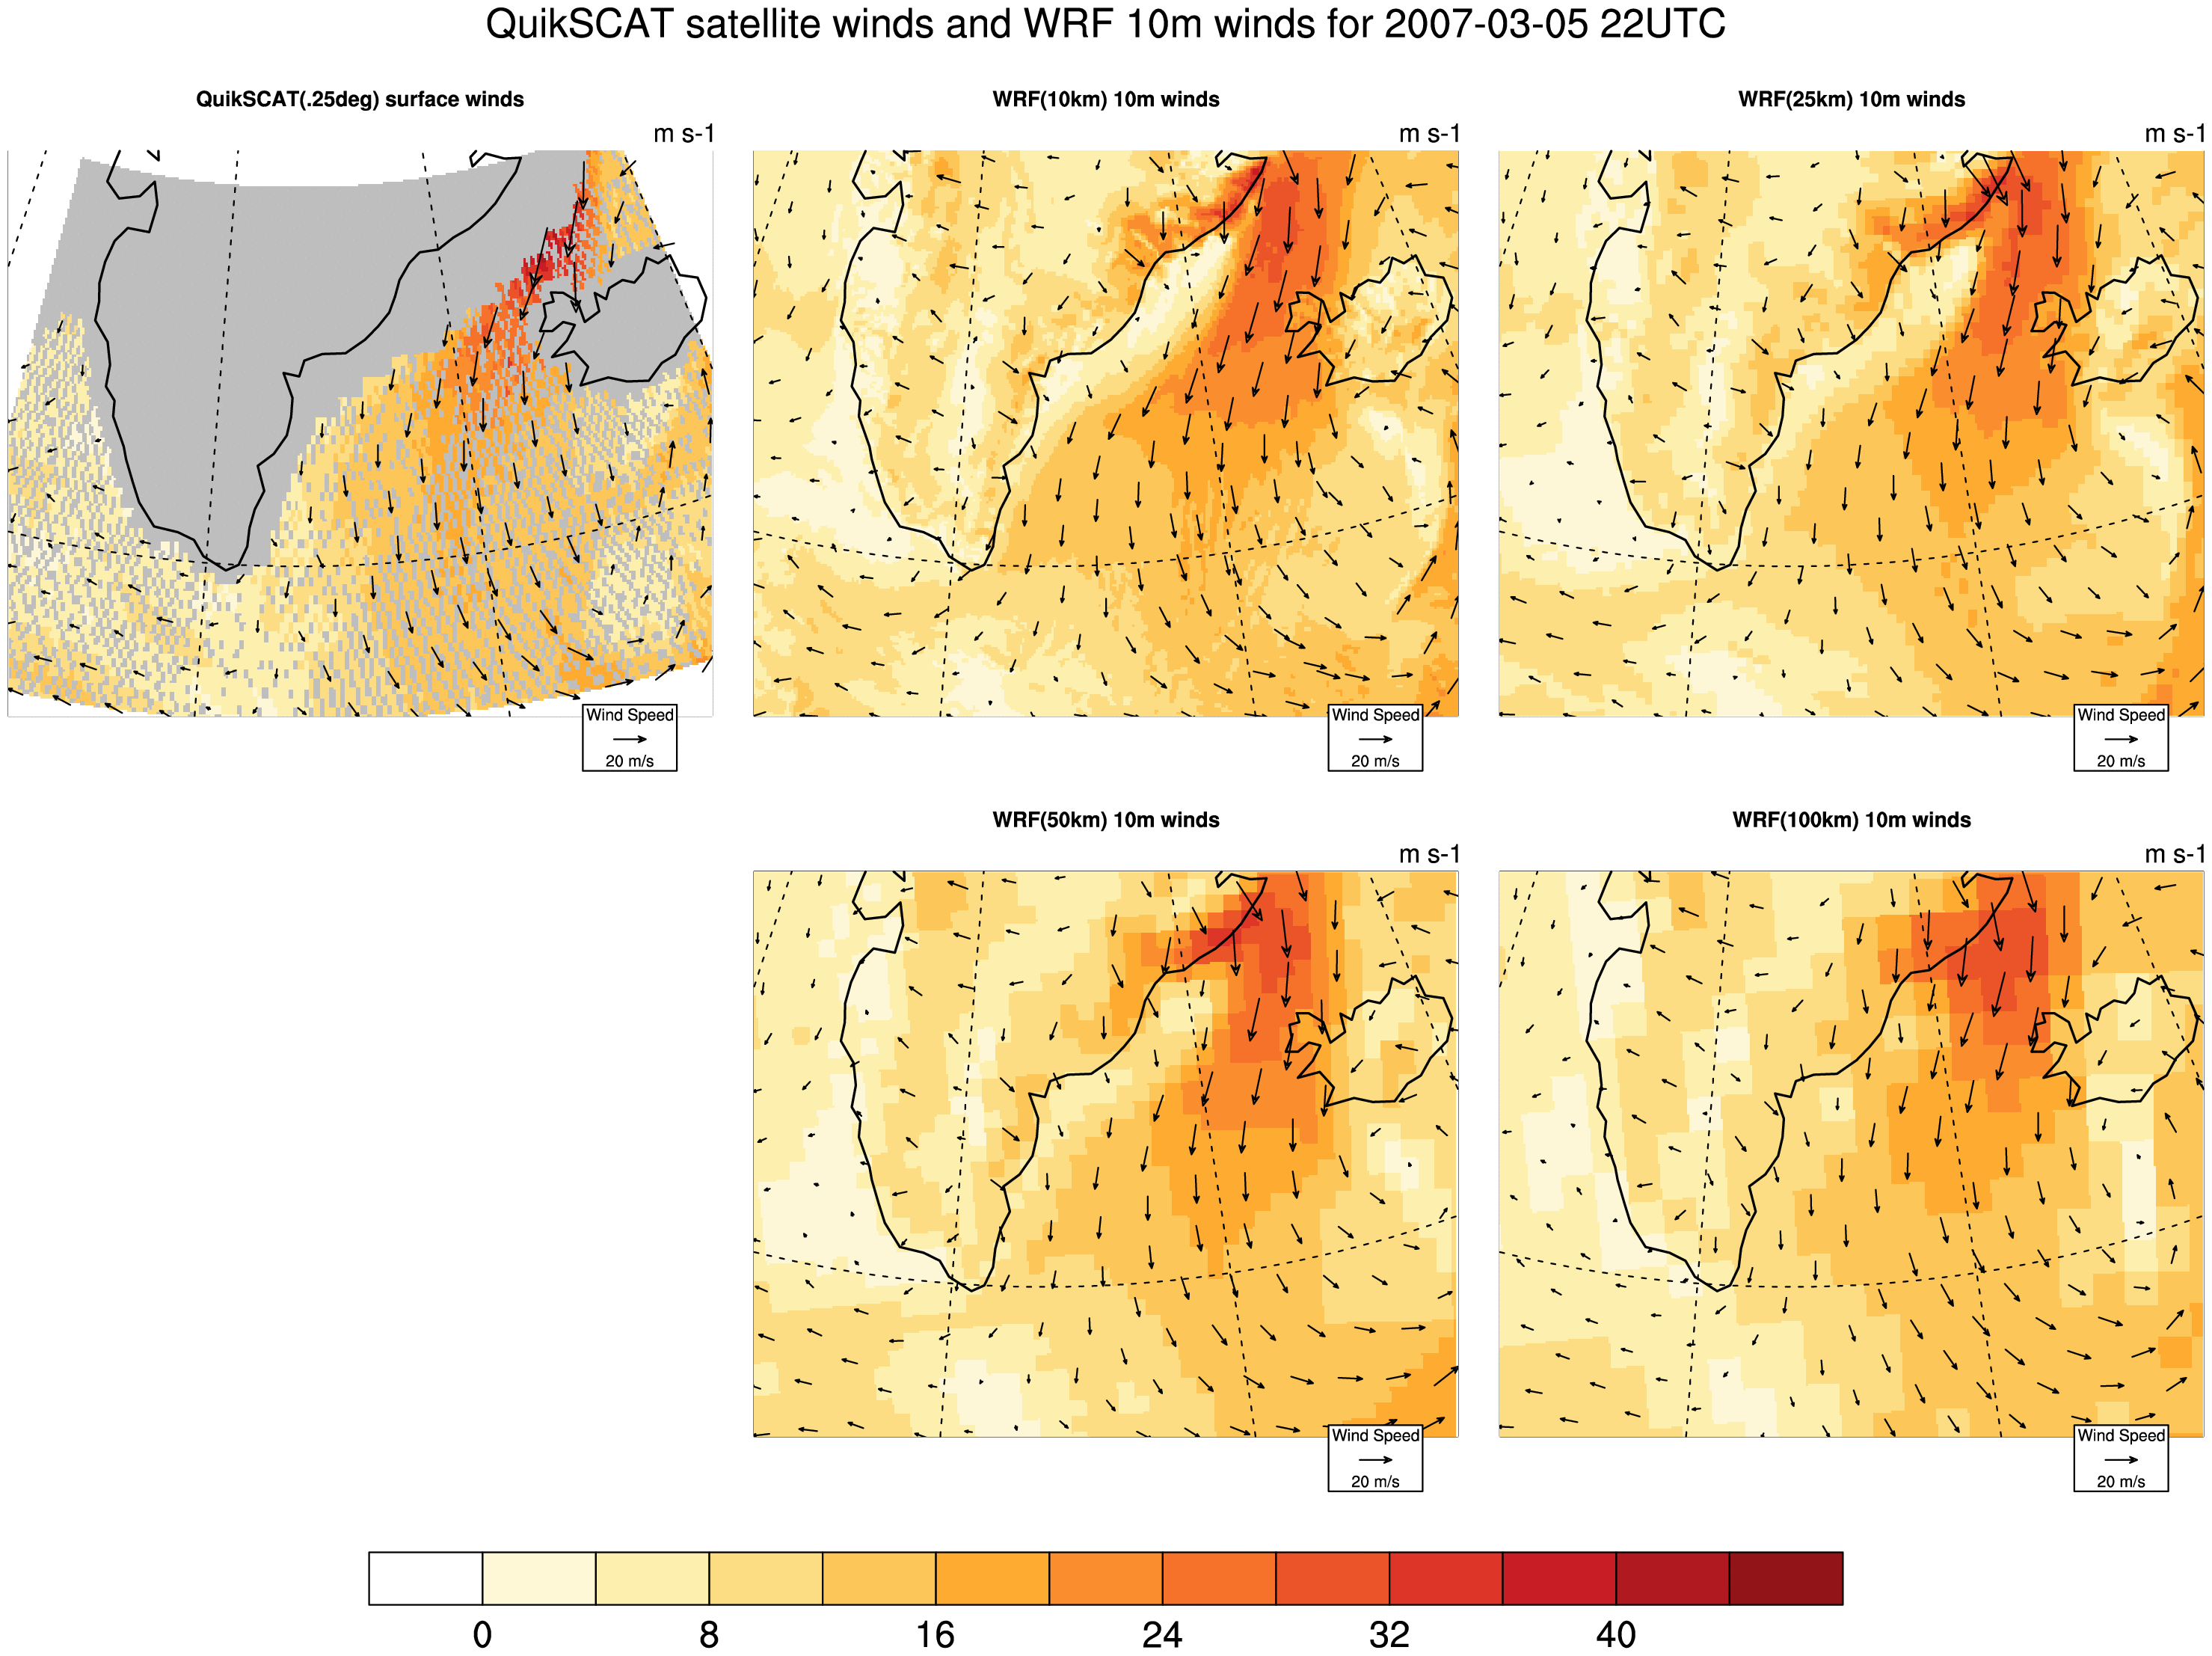 QuikSCAT satellite winds and WRF 10m winds for 2007-03-05 22UTC
QuikSCAT(.25deg) surface winds
m s-1
Wind Speed
20 m/s
WRF(10km) 10m winds
m s-1
Wind Speed
20 m/s
WRF(25km) 10m winds
m s-1
Wind Speed
20 m/s
WRF(50km) 10m winds
m s-1
Wind Speed
20 m/s
WRF(100km) 10m winds
m s-1
Wind Speed
20 m/s
0 8 16 24 32 40